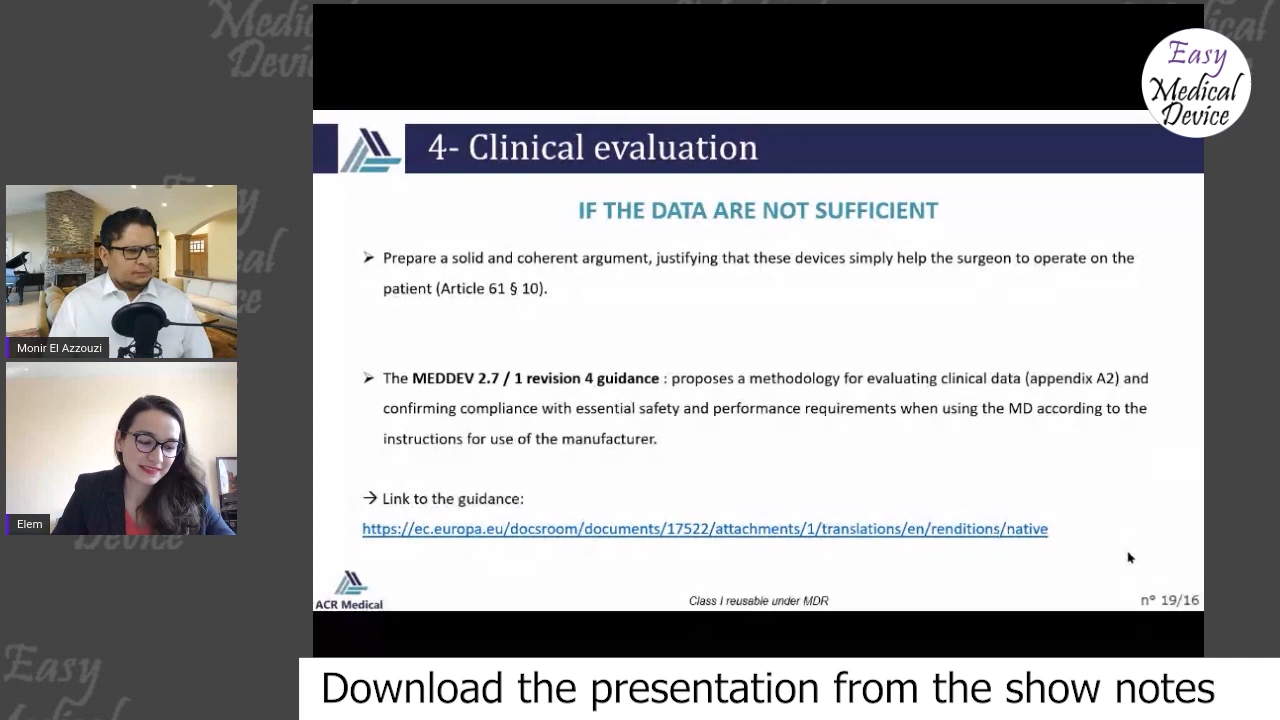 Easy
Medical
Device
4- Clinical evaluation
IF THE DATA ARE NOT SUFFICIENT
➤ Prepare a solid and coherent argument, justifying that these devices simply help the surgeon to operate on the
patient (Article 61 § 10).
➤ The MEDDEV 2.7 / 1 revision 4 guidance : proposes a methodology for evaluating clinical data (appendix A2) and
confirming compliance with essential safety and performance requirements when using the MD according to the
instructions for use of the manufacturer.
→ Link to the guidance:
https://ec.europa.eu/docsroom/documents/17522/attachments/1/translations/en/renditions/native
ACR Medical
Class I reusable under MDR
n° 19/16
Monir El Azzouzi
Elem
Easy
Medical
Device
Download the presentation from the show notes